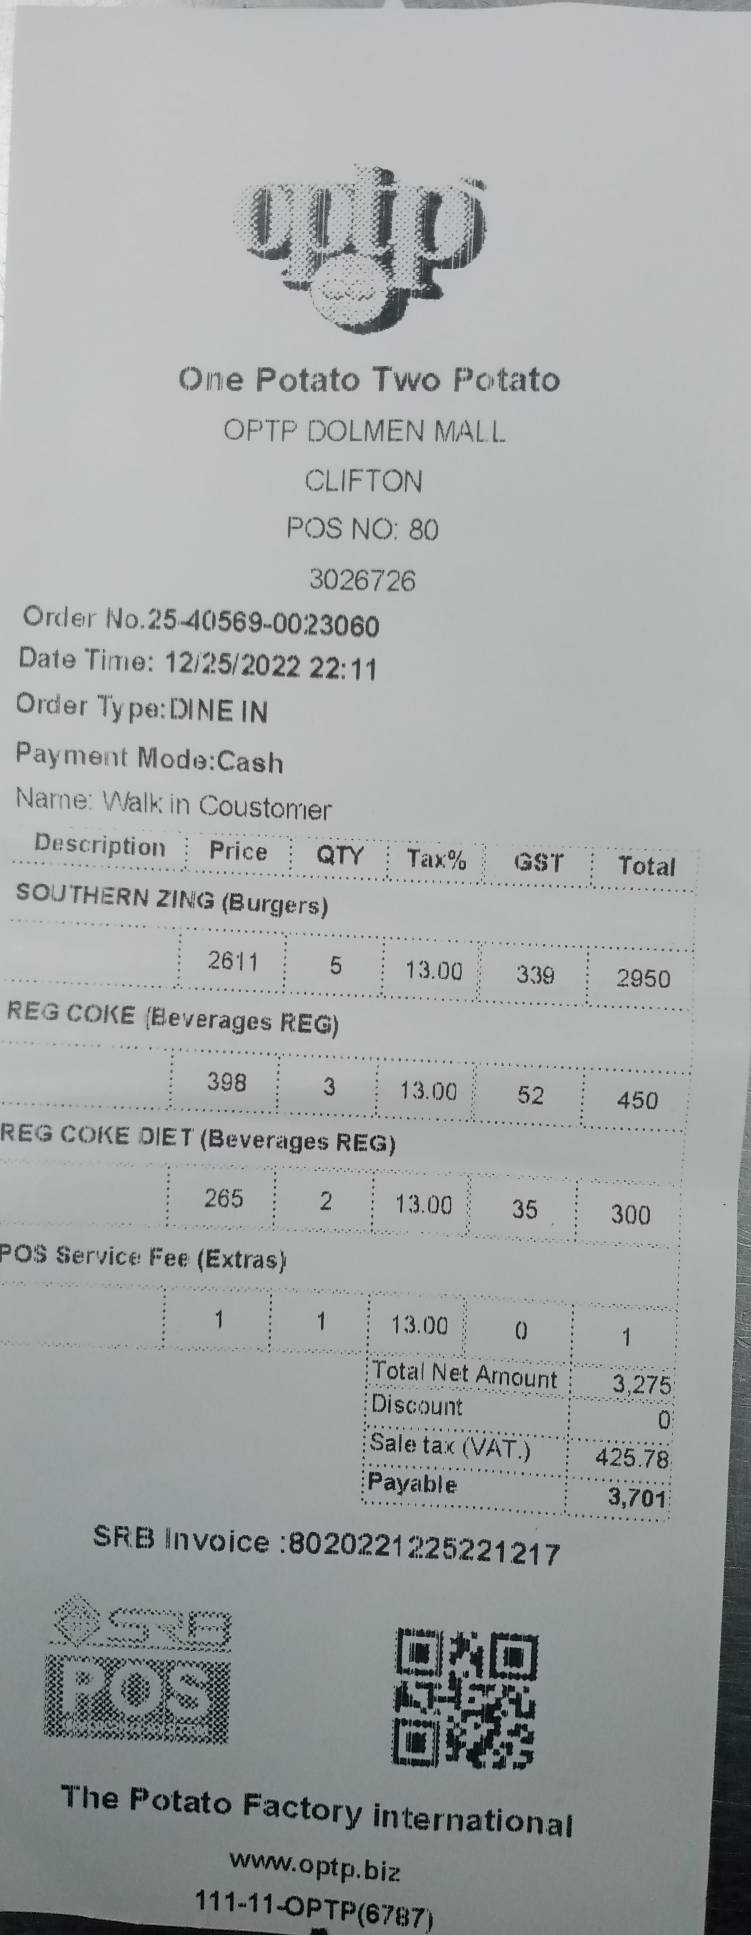 optp
One Potato Two Potato
OPTP DOLMEN MALL
CLIFTON
POS NO: 80
3026726
Order No.25-40569-0023060
Date Time: 12/25/2022 22:11
Order Type:DINE IN
Payment Mode:Cash
Name: Walk in Coustomer
Description Price QTY Tax% GST Total
SOUTHERN ZING (Burgers)
2611 5 13.00 339 2950
REG COKE (Beverages REG)
398 3 13.00 52 450
REG COKE DIET (Beverages REG)
265 2 13.00 35 300
POS Service Fee (Extras)
1 1 13.00 0 1
Total Net Amount 3,275
Discount 0
Sale tax (VAT.) 425.78
Payable 3,701
SRB Invoice :8020221225221217
SRB
POS
The Potato Factory international
www.optp.biz
111-11-OPTP(6787)